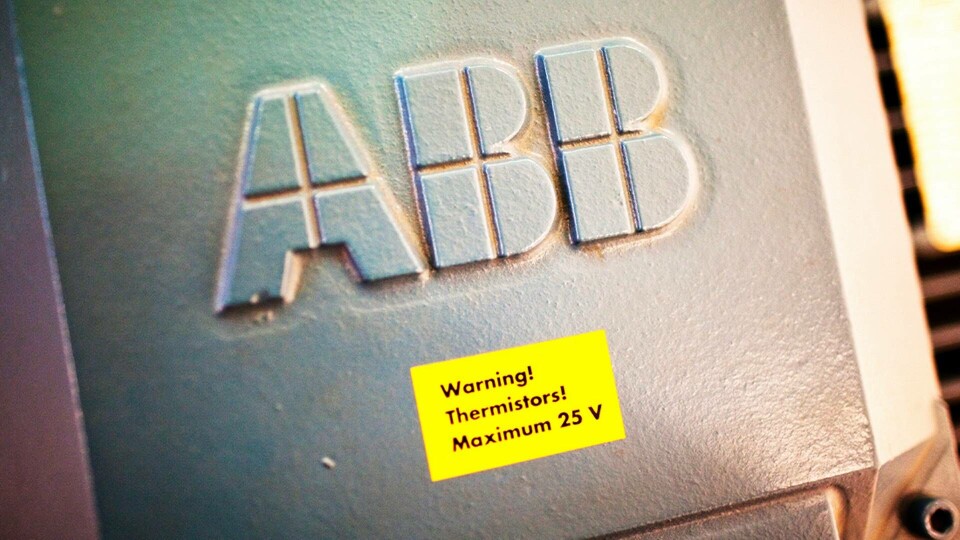 ABB
Warning!
Thermistors!
Maximum 25 V